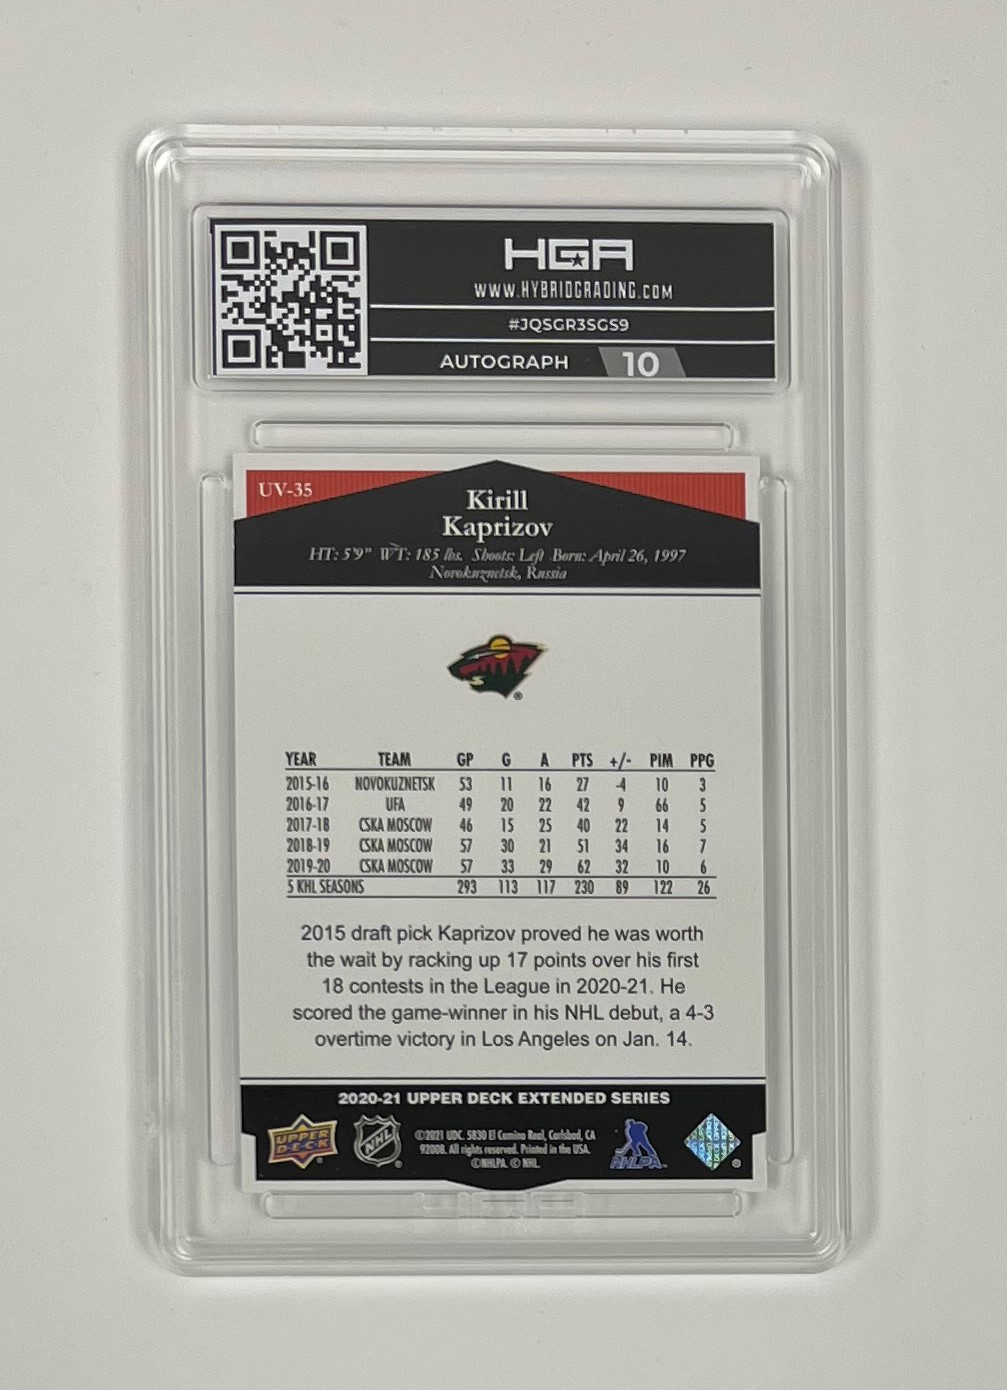 HGA
WWW.HYBRIDGRADING.COM
#JQSGR3SGS9
AUTOGRAPH 10
UV-35
Kirill
Kaprizov
HT: 5'9" WT: 185 lbs. Shoots: Left Born: April 26, 1997
Novokuznetsk, Russia
YEAR TEAM GP G A PTS +/- PIM PPG
2015-16 NOVOKUZNETSK 53 11 16 27 -4 10 3
2016-17 UFA 49 20 22 42 9 66 5
2017-18 CSKA MOSCOW 46 15 25 40 22 14 5
2018-19 CSKA MOSCOW 57 30 21 51 34 16 7
2019-20 CSKA MOSCOW 57 33 29 62 32 10 6
5 KHL SEASONS 293 113 117 230 89 122 26
2015 draft pick Kaprizov proved he was worth
the wait by racking up 17 points over his first
18 contests in the League in 2020-21. He
scored the game-winner in his NHL debut, a 4-3
overtime victory in Los Angeles on Jan. 14.
2020-21 UPPER DECK EXTENDED SERIES
UPPER DECK
NHL
©2021 UDC. 5830 El Camino Real, Carlsbad, CA
92008. All rights reserved. Printed in the USA.
©NHLPA. © NHL.
NHLPA
HGA